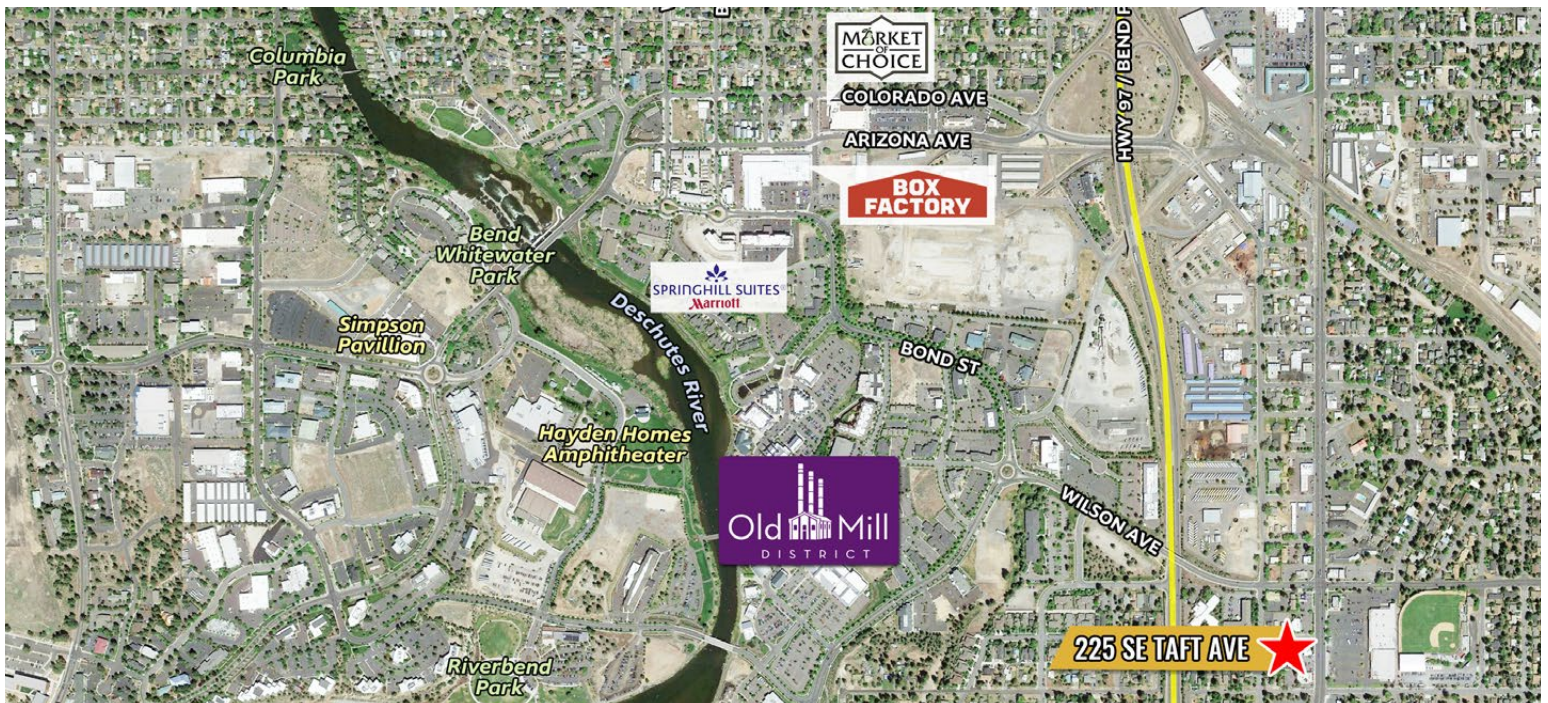 MARKET
OF
CHOICE
Columbia
Park
COLORADO AVE
ARIZONA AVE
HWY 97 / BEND P
BOX
FACTORY
Bend
Whitewater
Park
SPRINGHILL SUITES
Marriott
Deschutes River
Simpson
Pavillion
BOND ST
Hayden Homes
Amphitheater
Old Mill
DISTRICT
WILSON AVE
225 SE TAFT AVE
Riverbend
Park